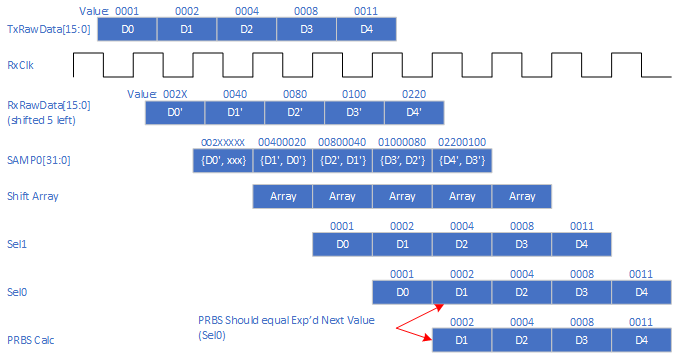 Value: 0001 0002 0004 0008 0011
TxRawData[15:0] D0 D1 D2 D3 D4
RxClk
Value: 002X 0040 0080 0100 0220
RxRawData[15:0] D0' D1' D2' D3' D4'
(shifted 5 left)
002XXXXX 00400020 00800040 01000080 02200100
SAMP0[31:0] {D0', xxx} {D1', D0'} {D2', D1'} {D3', D2'} {D4', D3'}
Shift Array Array Array Array Array Array
0001 0002 0004 0008 0011
Sel1 D0 D1 D2 D3 D4
0001 0002 0004 0008 0011
Sel0 D0 D1 D2 D3 D4
PRBS Should equal Exp'd Next Value
(Sel0)
0002 0004 0008 0011
PRBS Calc D1 D2 D3 D4